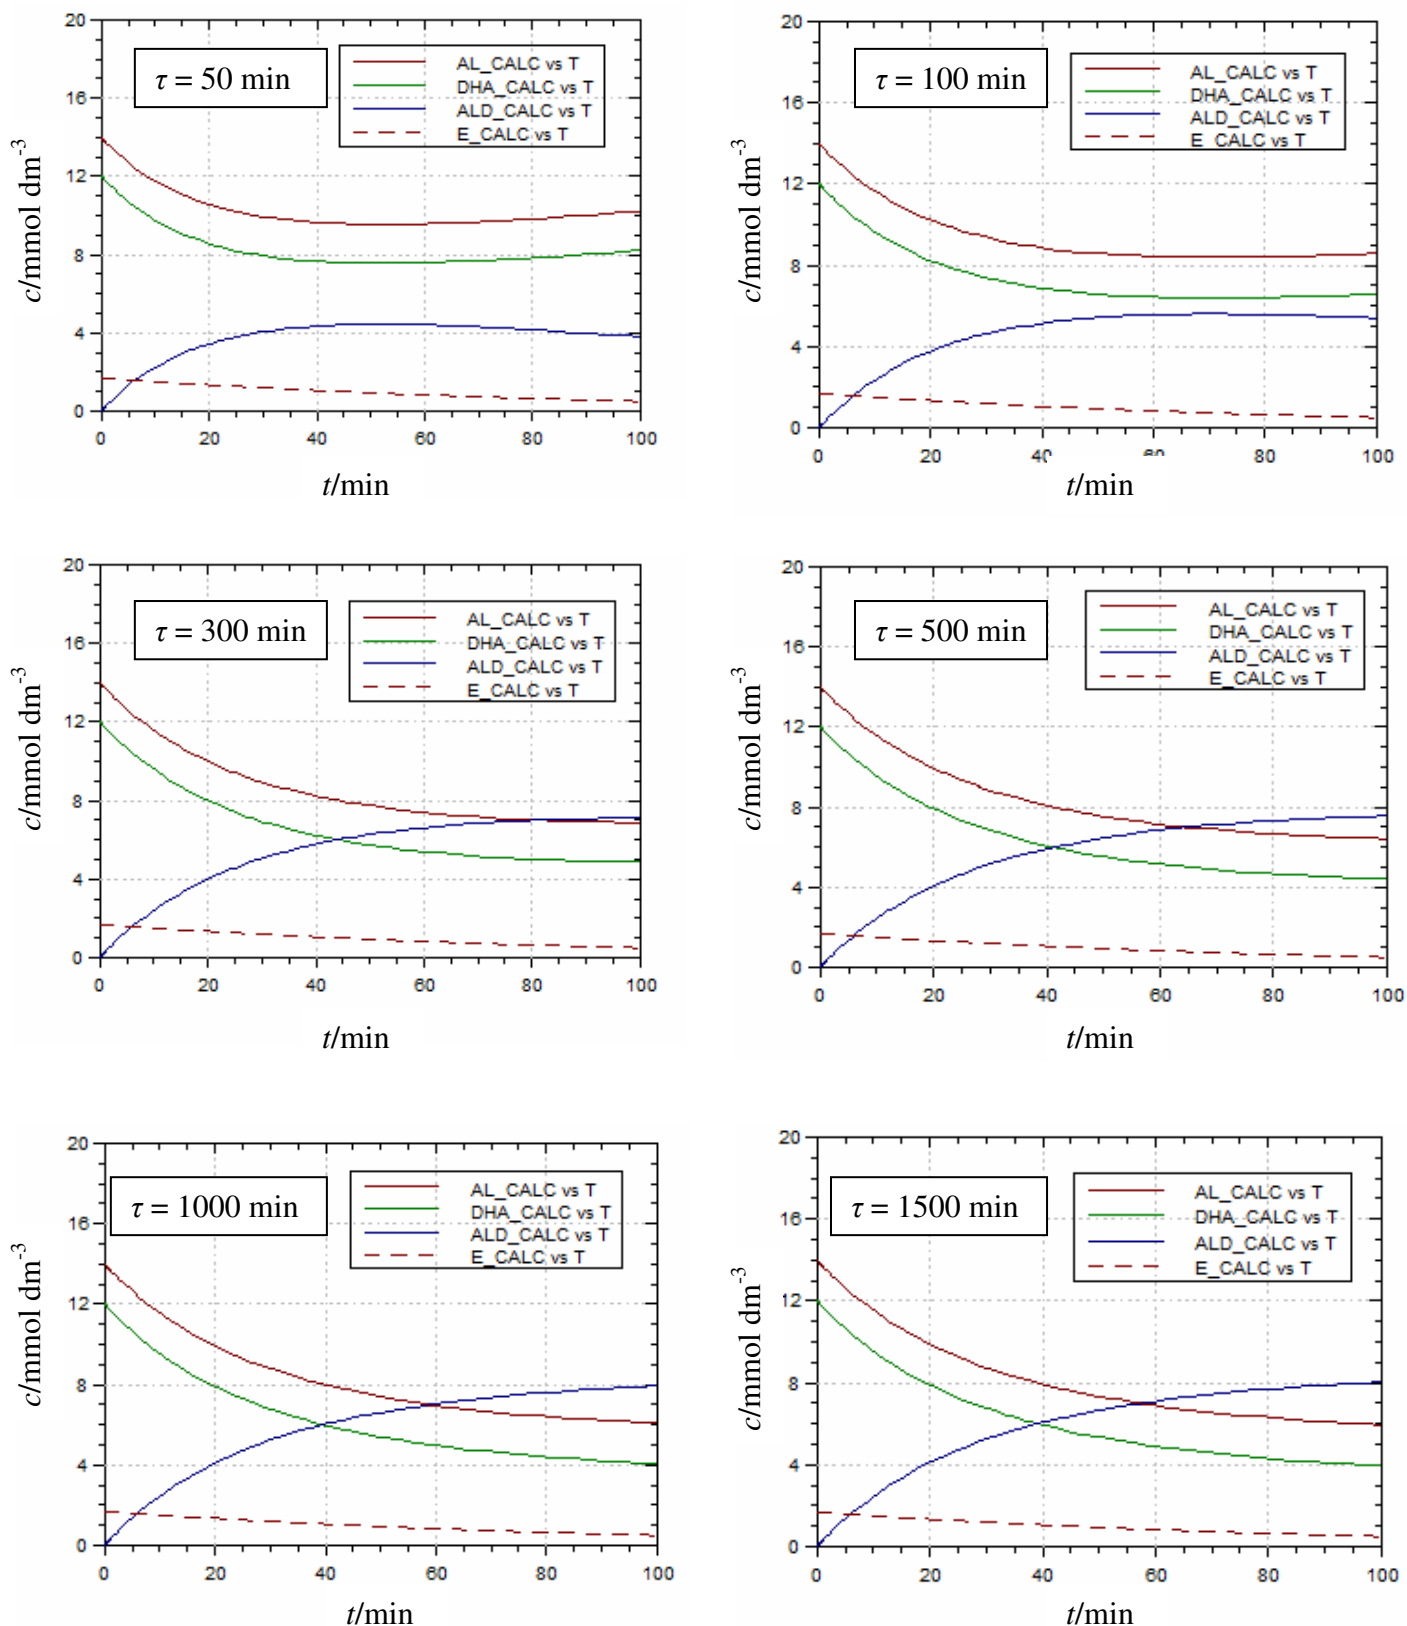 20
16
12
8
4
0
c/mmol dm-3
τ = 50 min
AL_CALC vs T
DHA_CALC vs T
ALD_CALC vs T
E_CALC vs T
0 20 40 60 80 100
t/min
20
16
12
8
4
0
c/mmol dm-3
τ = 100 min
AL_CALC vs T
DHA_CALC vs T
ALD_CALC vs T
E_CALC vs T
0 20 40 60 80 100
t/min
20
16
12
8
4
0
c/mmol dm-3
τ = 300 min
AL_CALC vs T
DHA_CALC vs T
ALD_CALC vs T
E_CALC vs T
0 20 40 60 80 100
t/min
20
16
12
8
4
0
c/mmol dm-3
τ = 500 min
AL_CALC vs T
DHA_CALC vs T
ALD_CALC vs T
E_CALC vs T
0 20 40 60 80 100
t/min
20
16
12
8
4
0
c/mmol dm-3
τ = 1000 min
AL_CALC vs T
DHA_CALC vs T
ALD_CALC vs T
E_CALC vs T
0 20 40 60 80 100
t/min
20
16
12
8
4
0
c/mmol dm-3
τ = 1500 min
AL_CALC vs T
DHA_CALC vs T
ALD_CALC vs T
E_CALC vs T
0 20 40 60 80 100
t/min